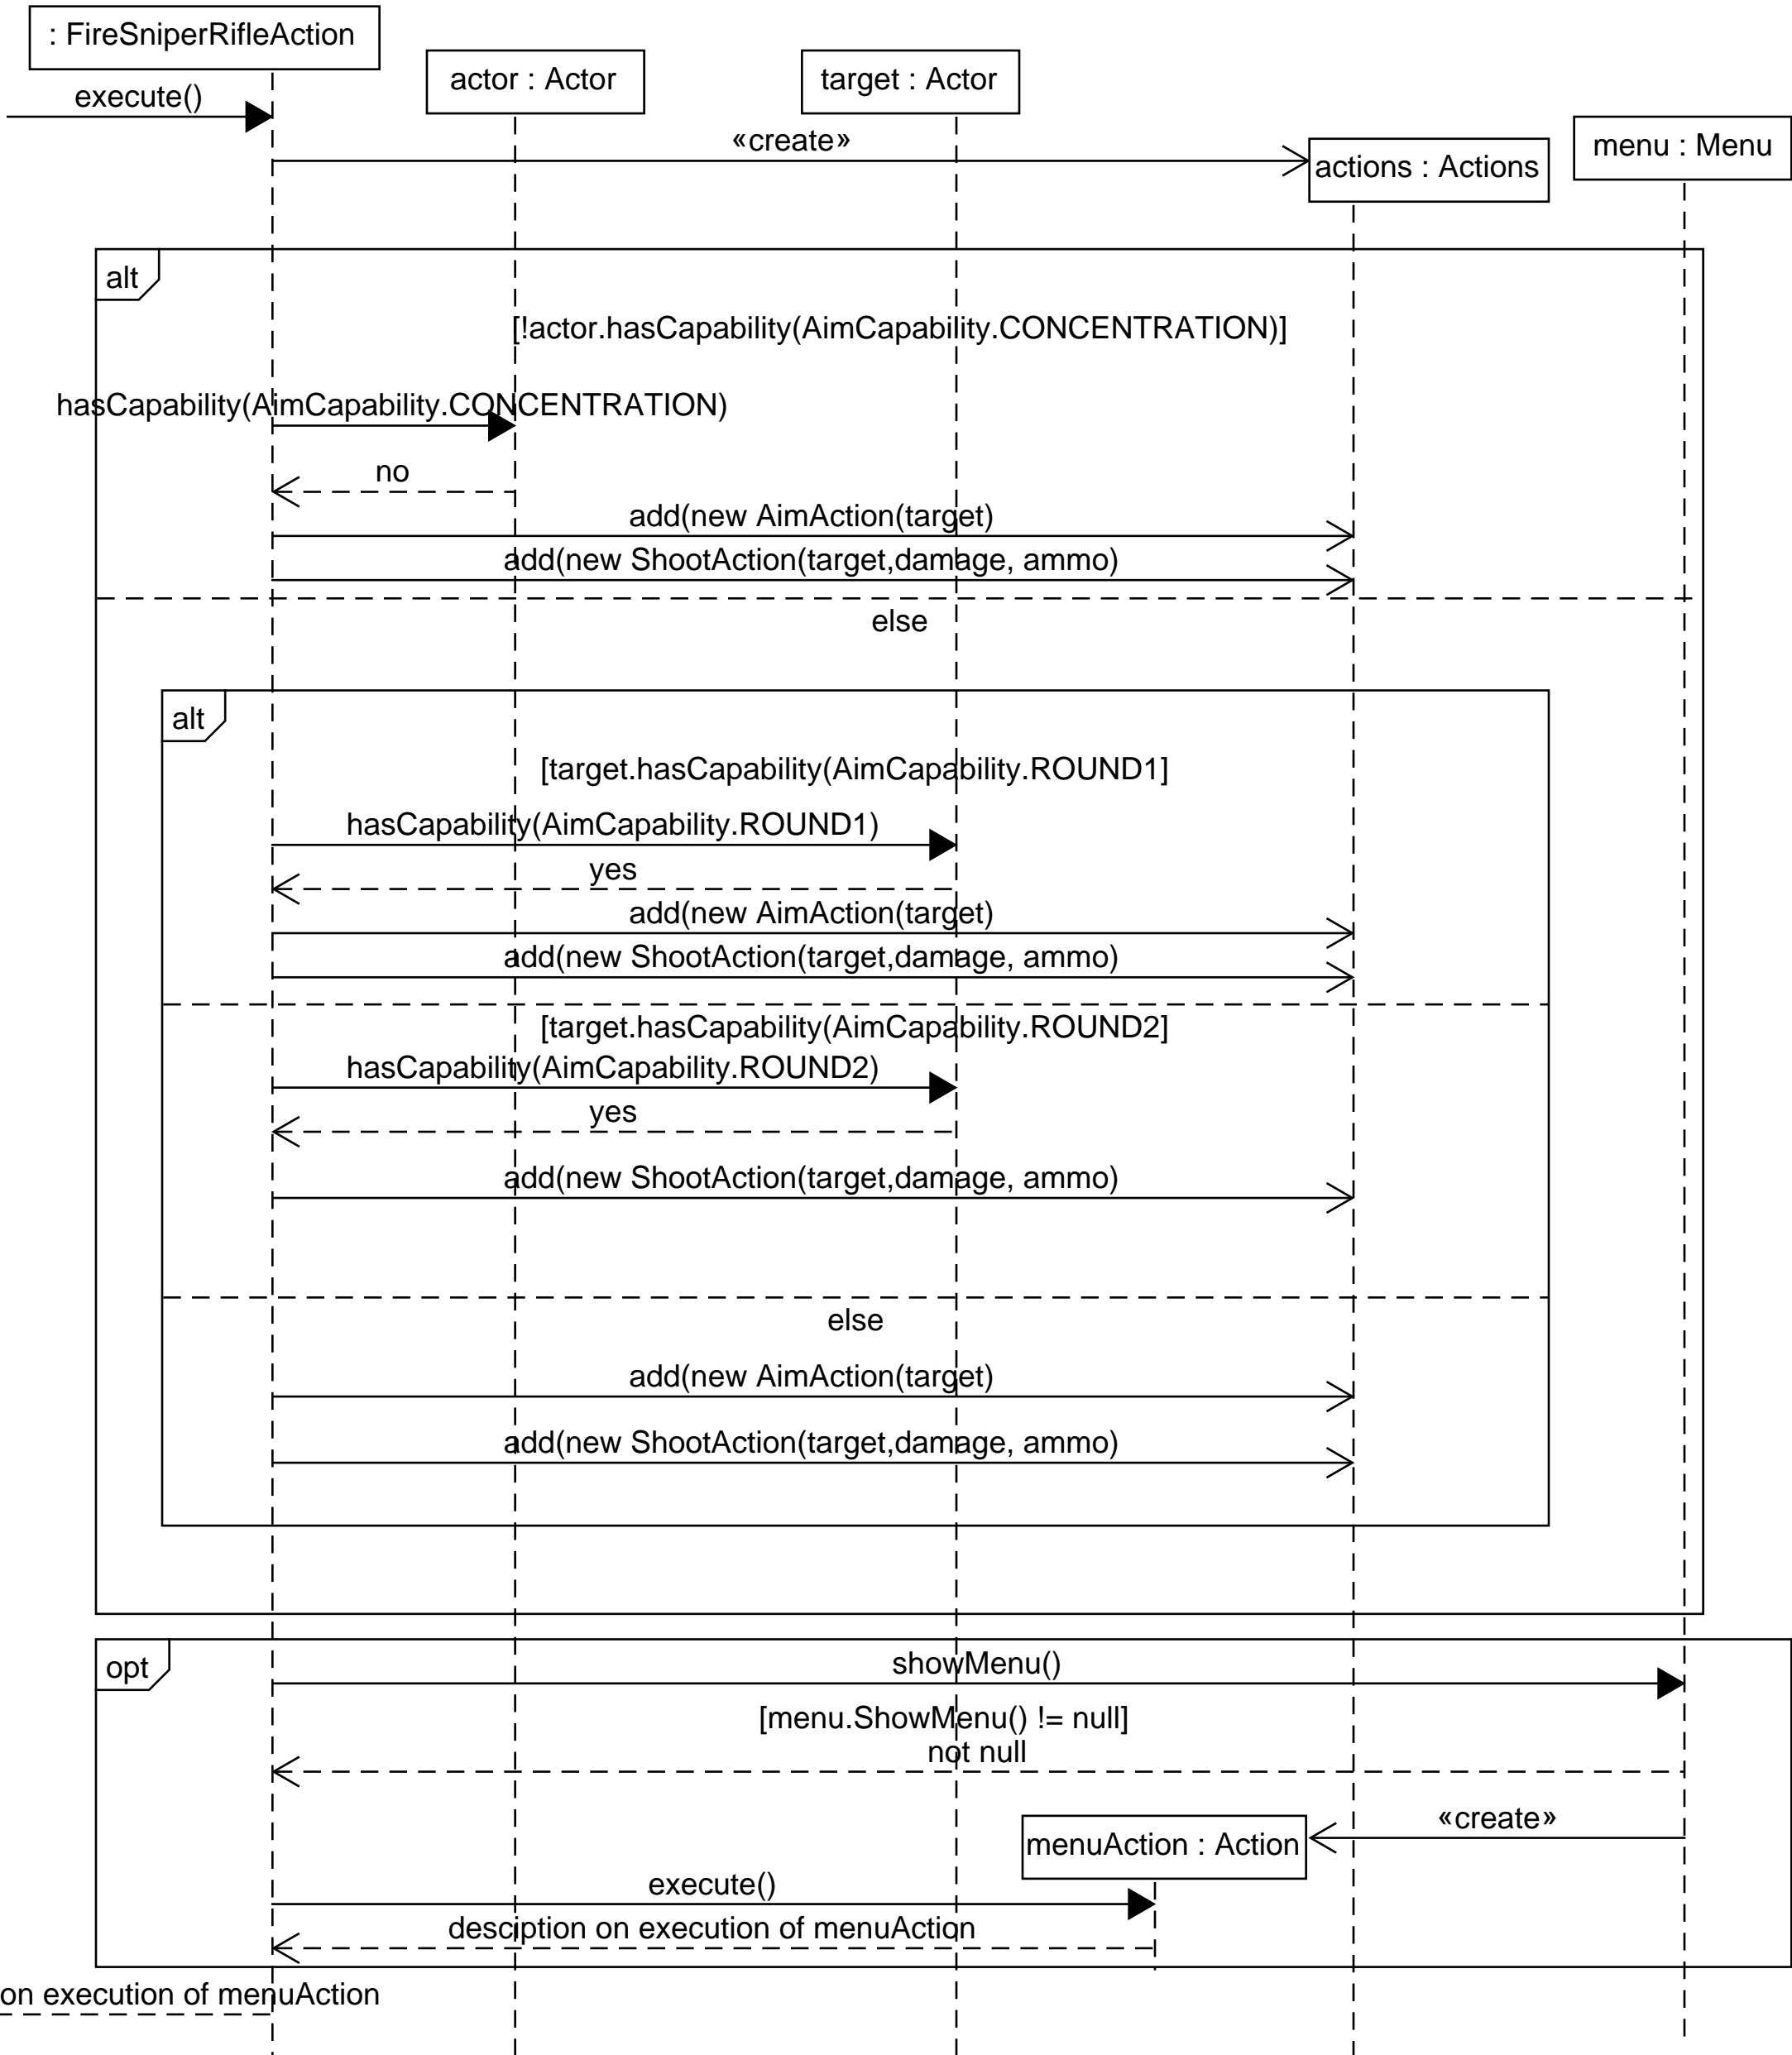 : FireSniperRifleAction
actor : Actor
target : Actor
execute()
«create»
actions : Actions
menu : Menu
alt
[!actor.hasCapability(AimCapability.CONCENTRATION)]
hasCapability(AimCapability.CONCENTRATION)
no
add(new AimAction(target)
add(new ShootAction(target,damage, ammo)
else
alt
[target.hasCapability(AimCapability.ROUND1]
hasCapability(AimCapability.ROUND1)
yes
add(new AimAction(target)
add(new ShootAction(target,damage, ammo)
[target.hasCapability(AimCapability.ROUND2]
hasCapability(AimCapability.ROUND2)
yes
add(new ShootAction(target,damage, ammo)
else
add(new AimAction(target)
add(new ShootAction(target,damage, ammo)
opt
showMenu()
[menu.ShowMenu() != null]
not null
«create»
menuAction : Action
execute()
desciption on execution of menuAction
on execution of menuAction